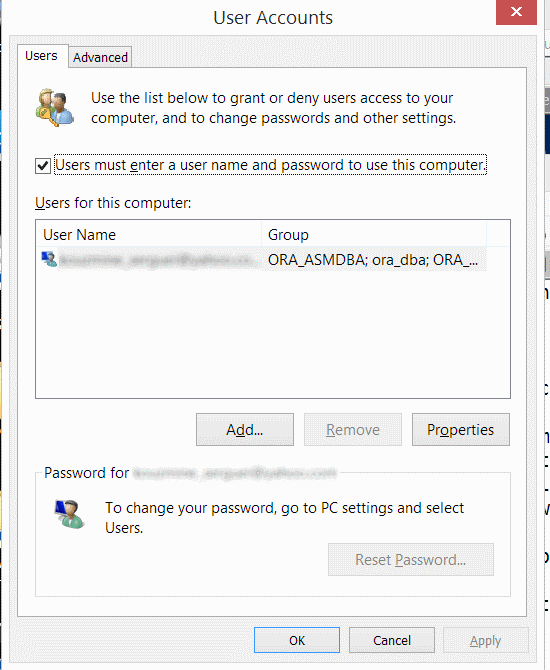 User Accounts
Users
Advanced
Use the list below to grant or deny users access to your
computer, and to change passwords and other settings.
Users must enter a user name and password to use this computer.
Users for this computer:
User Name
Group
ORA_ASMDBA; ora_dba; ORA_...
Add...
Remove
Properties
Password for
To change your password, go to PC settings and select
Users.
Reset Password...
OK
Cancel
Apply